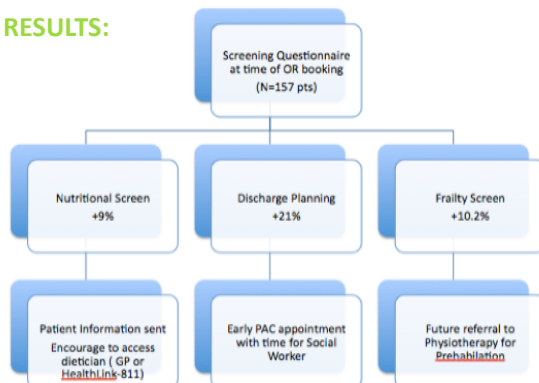 RESULTS:
Screening Questionnaire
at time of OR booking
(N=157 pts)
Nutritional Screen
+9%
Discharge Planning
+21%
Frailty Screen
+10.2%
Patient Information sent
Encourage to access
dietician ( GP or
HealthLink-811)
Early PAC appointment
with time for Social
Worker
Future referral to
Physiotherapy for
Prehabilation